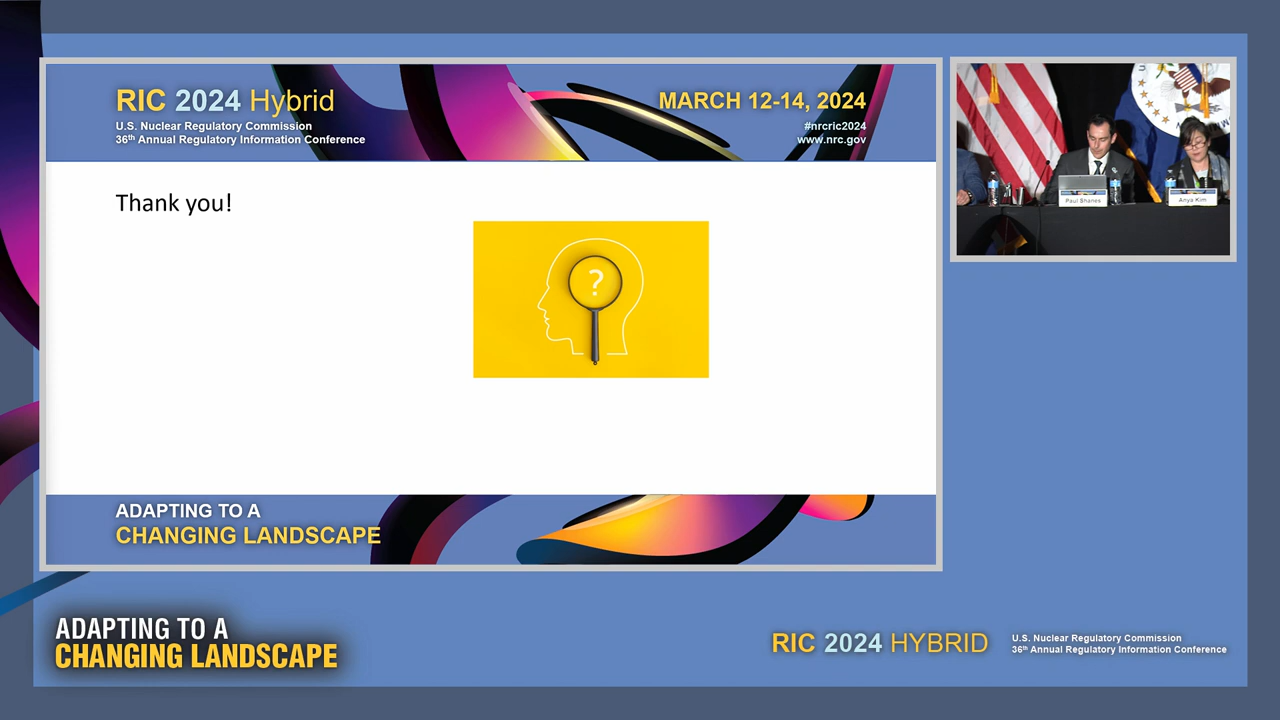 RIC 2024 Hybrid
U.S. Nuclear Regulatory Commission
36th Annual Regulatory Information Conference
MARCH 12-14, 2024
#nrcric2024
www.nrc.gov
Thank you!
?
ADAPTING TO A
CHANGING LANDSCAPE
Paul Shanes
Anya Kim
ADAPTING TO A
CHANGING LANDSCAPE
RIC 2024 HYBRID
U.S. Nuclear Regulatory Commission
36th Annual Regulatory Information Conference